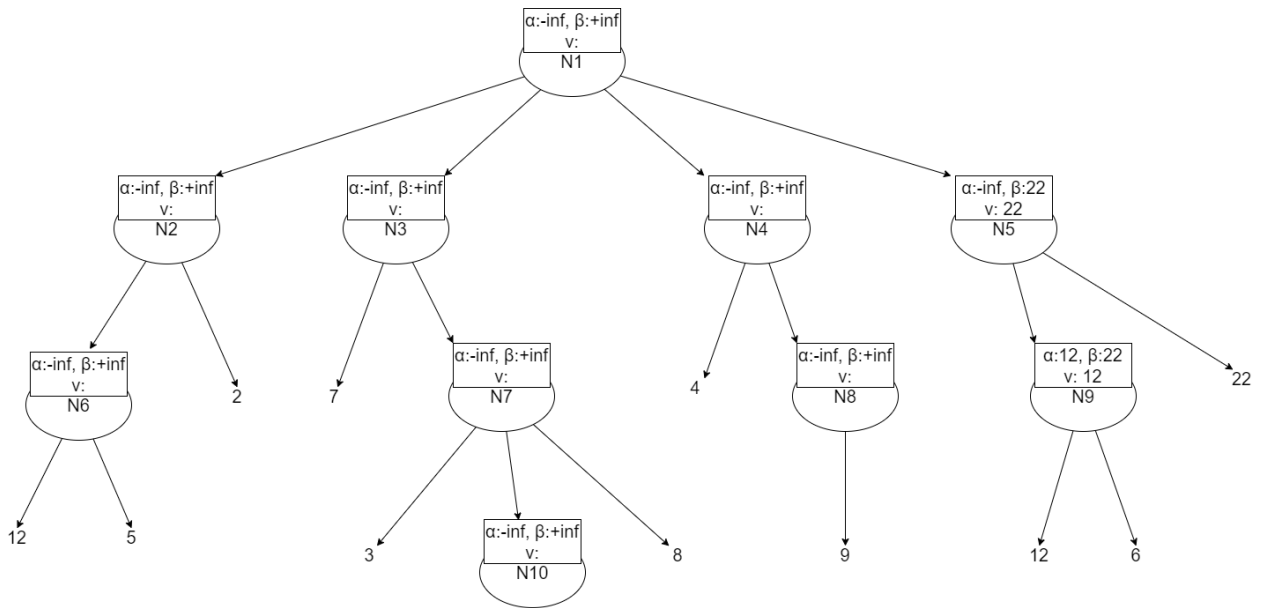 α:-inf, β:+inf
v:
N1
α:-inf, β:+inf
v:
N2
α:-inf, β:+inf
v:
N3
α:-inf, β:+inf
v:
N4
α:-inf, β:22
v: 22
N5
α:-inf, β:+inf
v:
N6
2
7
α:-inf, β:+inf
v:
N7
4
α:-inf, β:+inf
v:
N8
α:12, β:22
v: 12
N9
22
12
5
3
α:-inf, β:+inf
v:
N10
8
9
12
6